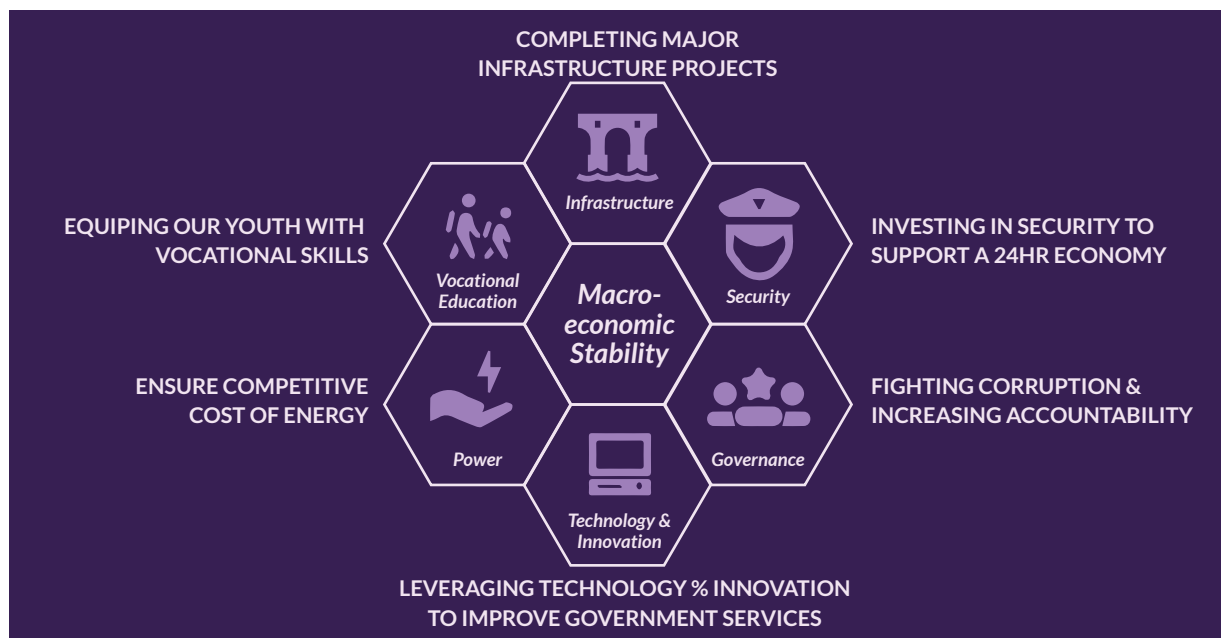 COMPLETING MAJOR
INFRASTRUCTURE PROJECTS
Infrastructure
EQUIPING OUR YOUTH WITH
VOCATIONAL SKILLS
Vocational
Education
INVESTING IN SECURITY TO
SUPPORT A 24HR ECONOMY
Security
Macro-
economic
Stability
ENSURE COMPETITIVE
COST OF ENERGY
Power
FIGHTING CORRUPTION &
INCREASING ACCOUNTABILITY
Governance
Technology &
Innovation
LEVERAGING TECHNOLOGY % INNOVATION
TO IMPROVE GOVERNMENT SERVICES